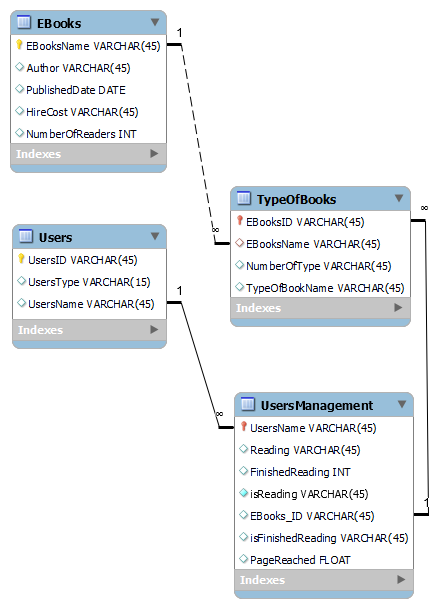 EBooks
EBooksName VARCHAR(45)
Author VARCHAR(45)
PublishedDate DATE
HireCost VARCHAR(45)
NumberOfReaders INT
Indexes
1
TypeOfBooks
EBooksID VARCHAR(45)
EBooksName VARCHAR(45)
NumberOfType VARCHAR(45)
TypeOfBookName VARCHAR(45)
Indexes
∞
∞
Users
UsersID VARCHAR(45)
UsersType VARCHAR(15)
UsersName VARCHAR(45)
Indexes
1
∞
UsersManagement
UsersName VARCHAR(45)
Reading VARCHAR(45)
FinishedReading INT
isReading VARCHAR(45)
EBooks_ID VARCHAR(45)
isFinishedReading VARCHAR(45)
PageReached FLOAT
Indexes
1